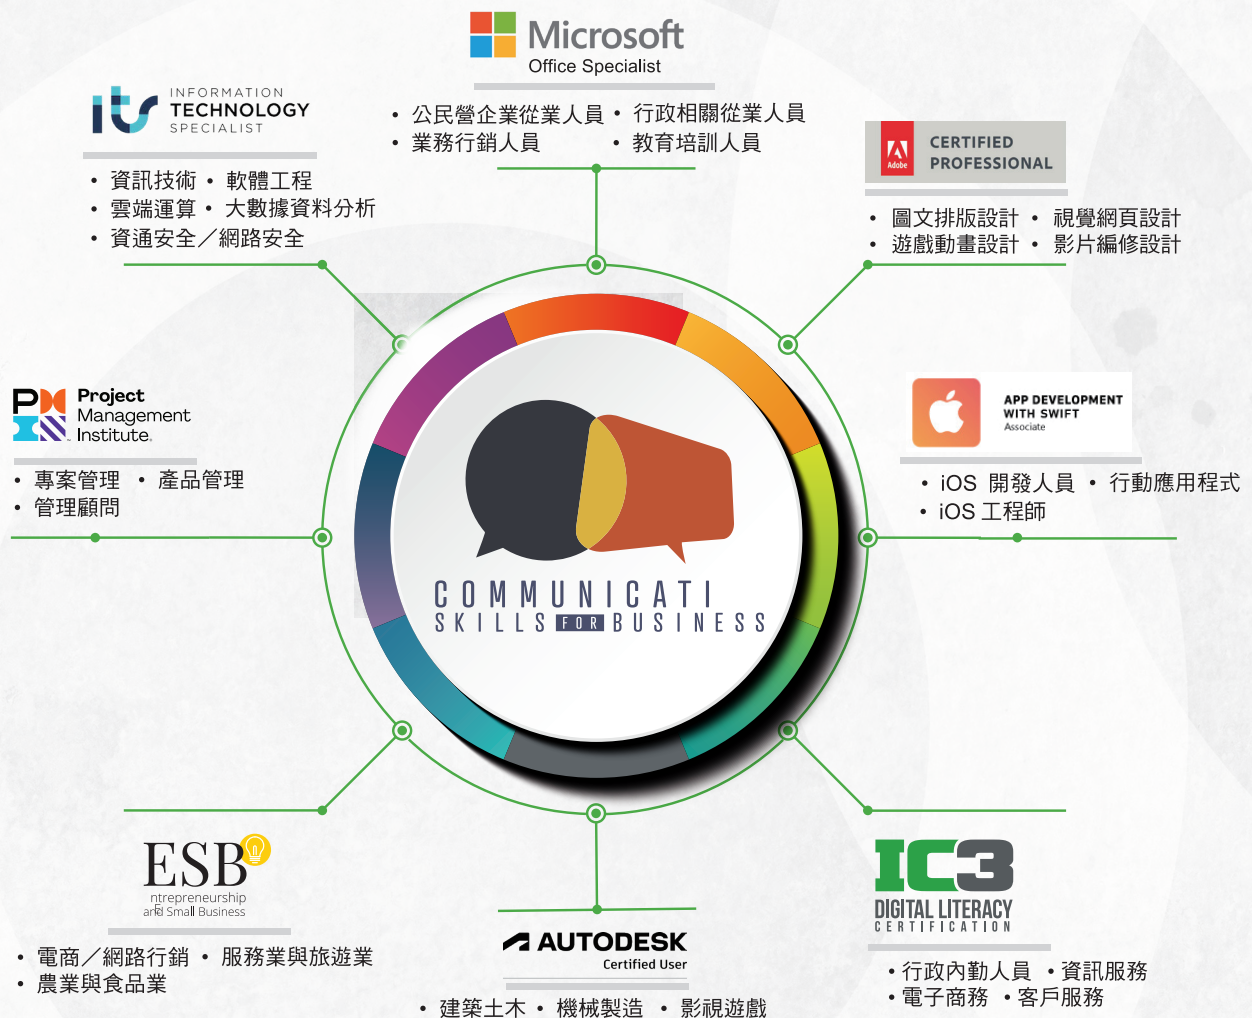 Microsoft
Office Specialist
• 公民營企業從業人員 • 行政相關從業人員
• 業務行銷人員 • 教育培訓人員
its INFORMATION
TECHNOLOGY
SPECIALIST
• 資訊技術 • 軟體工程
• 雲端運算 • 大數據資料分析
• 資通安全／網路安全
Adobe
CERTIFIED
PROFESSIONAL
• 圖文排版設計 • 視覺網頁設計
• 遊戲動畫設計 • 影片編修設計
Project
Management
Institute.
• 專案管理 • 產品管理
• 管理顧問
APP DEVELOPMENT
WITH SWIFT
Associate
• iOS 開發人員 • 行動應用程式
• iOS 工程師
COMMUNICATI
SKILLS FOR BUSINESS
ESB
ntrepreneurship
and Small Business
• 電商／網路行銷 • 服務業與旅遊業
• 農業與食品業
AUTODESK
Certified User
• 建築土木 • 機械製造 • 影視遊戲
IC3
DIGITAL LITERACY
CERTIFICATION
• 行政內勤人員 • 資訊服務
• 電子商務 • 客戶服務